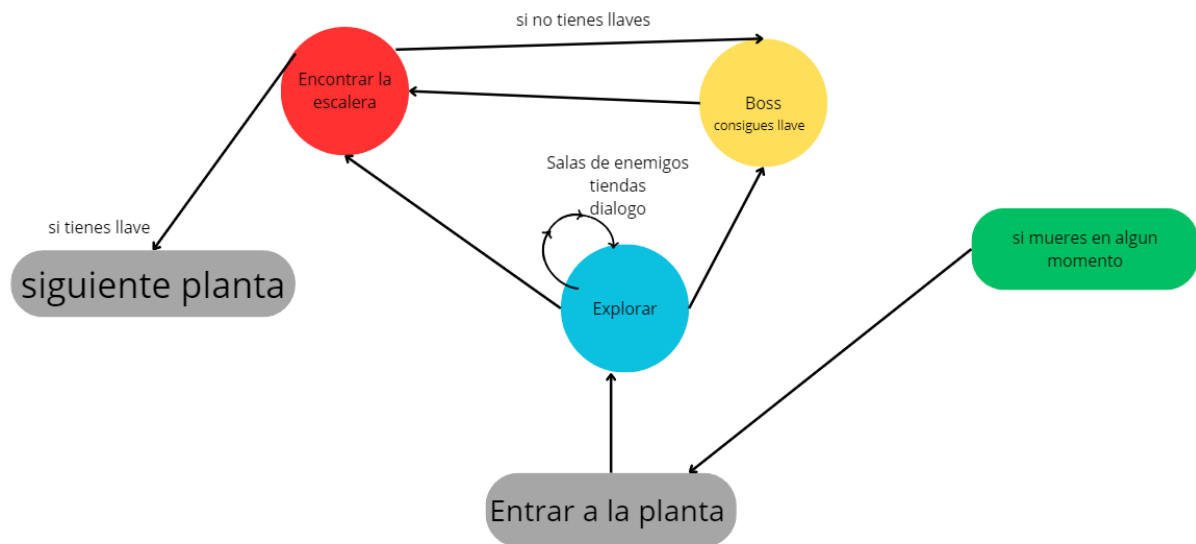 si no tienes llaves
Encontrar la
escalera
Boss
consigues llave
Salas de enemigos
tiendas
dialogo
si tienes llave
siguiente planta
si mueres en algun
momento
Explorar
Entrar a la planta